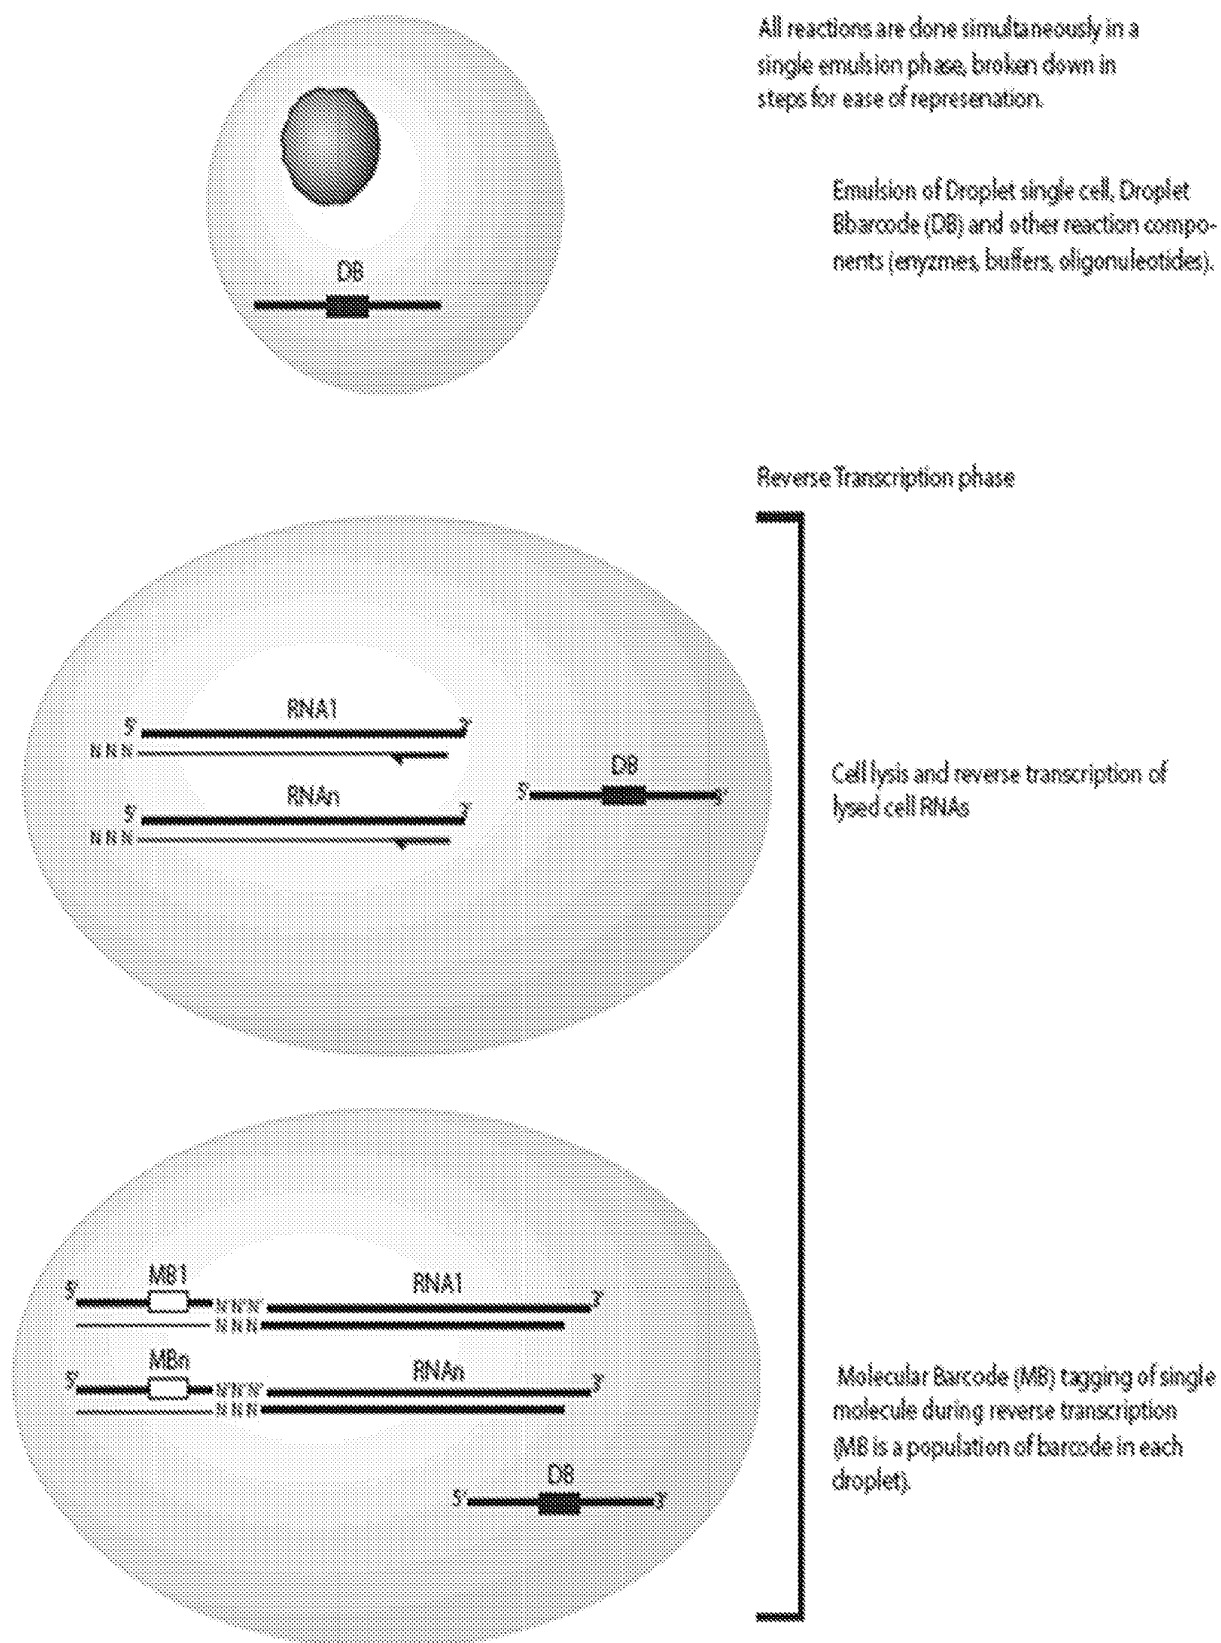 All reactions are done simultaneously in a
single emulsion phase, broken down in
steps for ease of represenation.
Emulsion of Droplet single cell, Droplet
Bbarcode (DB) and other reaction compo-
nents (enyzmes, buffers, oligonuleotides).
DB
Reverse Transcription phase
RNA1
5' 3'
N N N
RNAn
5' 3'
N N N
DB
5' 3'
Cell lysis and reverse transcription of
lysed cell RNAs
MB1 RNA1
5' N'N'N' 3'
N N N
MBn RNAn
5' N'N'N' 3'
N N N
Molecular Barcode (MB) tagging of single
molecule during reverse transcription
(MB is a population of barcode in each
droplet).
DB
5' 3'